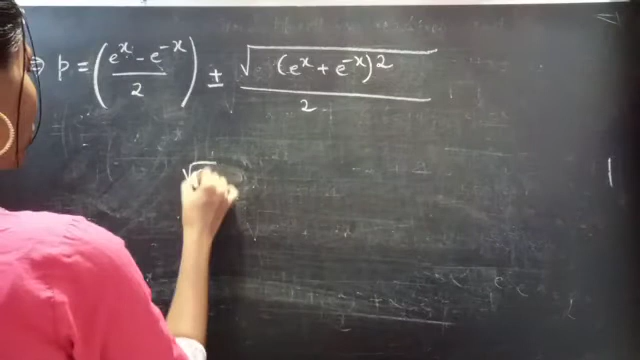 ⇒ p = ( (e^x - e^-x) / 2 ) ± √( (e^x + e^-x)^2 ) / 2
√